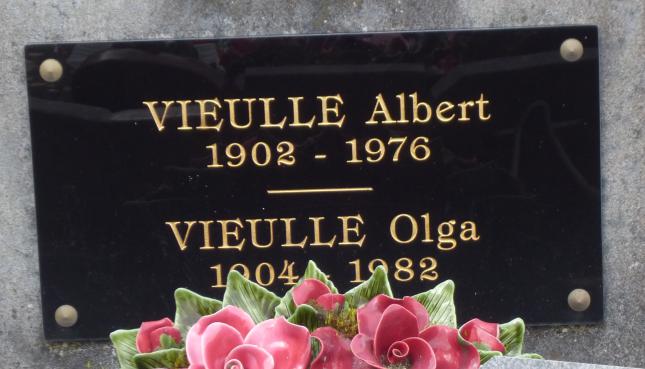 VIEULLE Albert
1902 - 1976
VIEULLE Olga
1904 - 1982